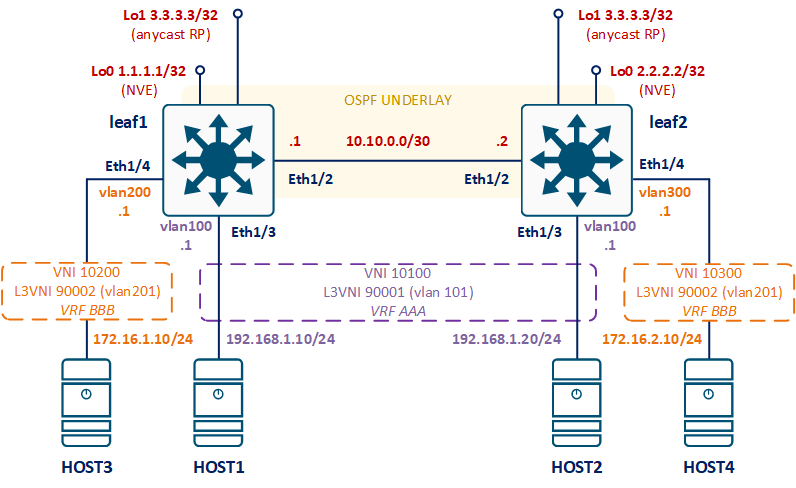 Lo1 3.3.3.3/32
(anycast RP)
Lo1 3.3.3.3/32
(anycast RP)
Lo0 1.1.1.1/32
(NVE)
Lo0 2.2.2.2/32
(NVE)
OSPF UNDERLAY
leaf1
leaf2
.1
10.10.0.0/30
.2
Eth1/4
Eth1/2
Eth1/2
Eth1/4
vlan200
.1
vlan300
.1
vlan100
.1
Eth1/3
Eth1/3
vlan100
.1
VNI 10200
L3VNI 90002 (vlan201)
VRF BBB
VNI 10100
L3VNI 90001 (vlan 101)
VRF AAA
VNI 10300
L3VNI 90002 (vlan201)
VRF BBB
172.16.1.10/24
192.168.1.10/24
192.168.1.20/24
172.16.2.10/24
HOST3
HOST1
HOST2
HOST4